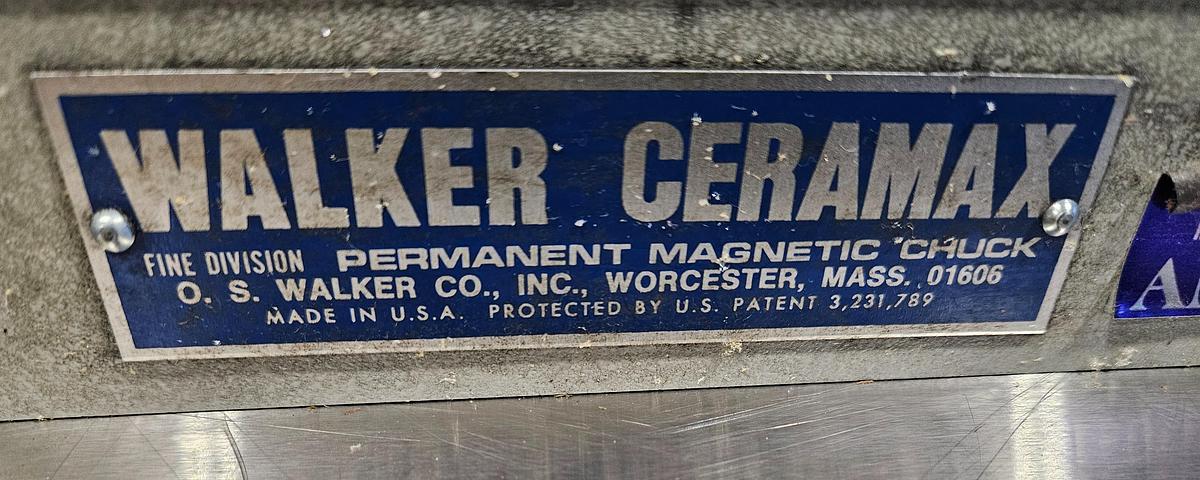 WALKER CERAMAX
FINE DIVISION PERMANENT MAGNETIC CHUCK
O. S. WALKER CO., INC., WORCESTER, MASS. 01606
MADE IN U.S.A. PROTECTED BY U.S. PATENT 3,231,789